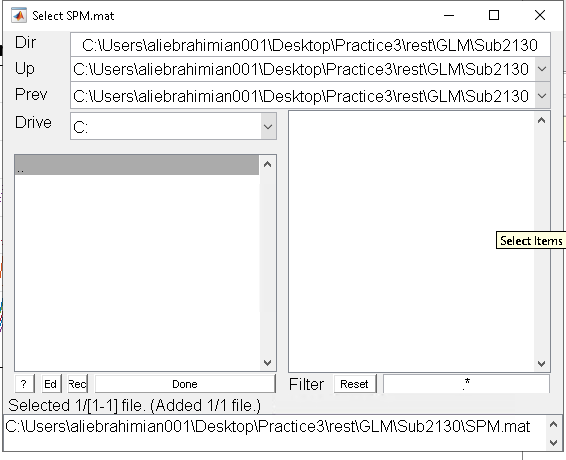 Select SPM.mat
Dir C:\Users\aliebrahimian001\Desktop\Practice3\rest\GLM\Sub2130
Up C:\Users\aliebrahimian001\Desktop\Practice3\rest\GLM\Sub2130
Prev C:\Users\aliebrahimian001\Desktop\Practice3\rest\GLM\Sub2130
Drive C:
..
Select Items
? Ed Rec Done Filter Reset .*
Selected 1/[1-1] file. (Added 1/1 file.)
C:\Users\aliebrahimian001\Desktop\Practice3\rest\GLM\Sub2130\SPM.mat